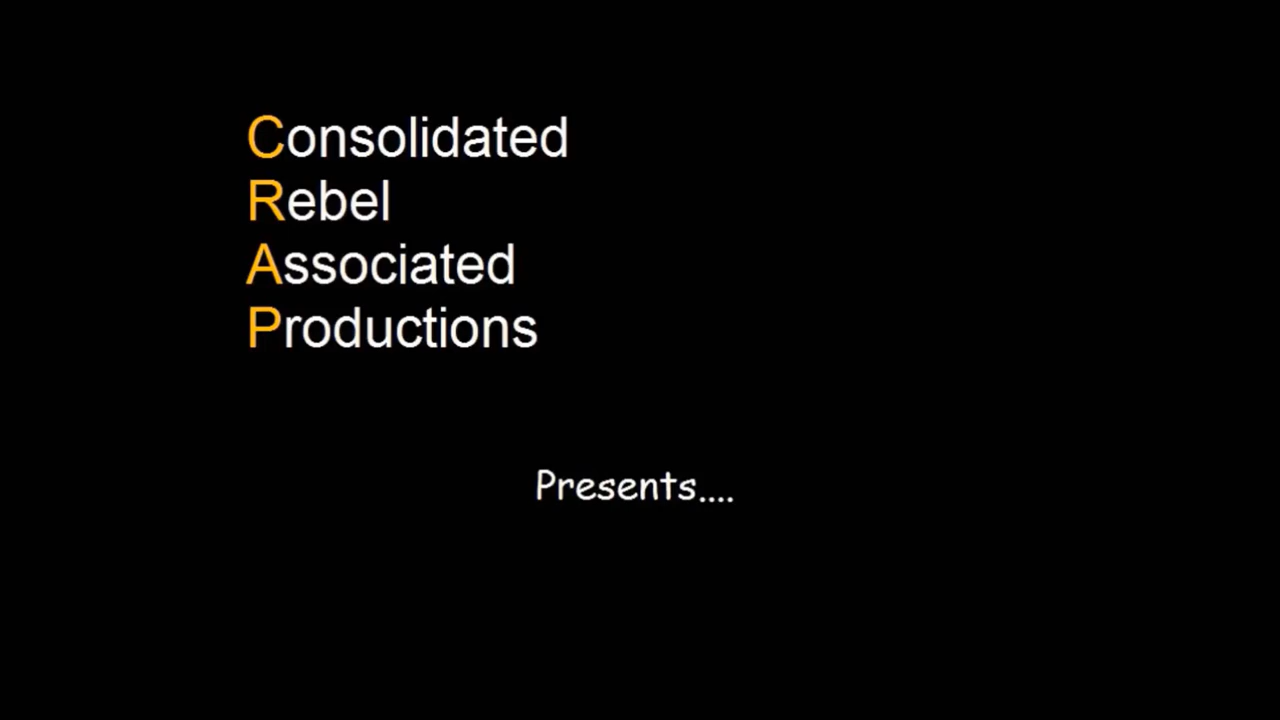 Consolidated
Rebel
Associated
Productions
Presents....